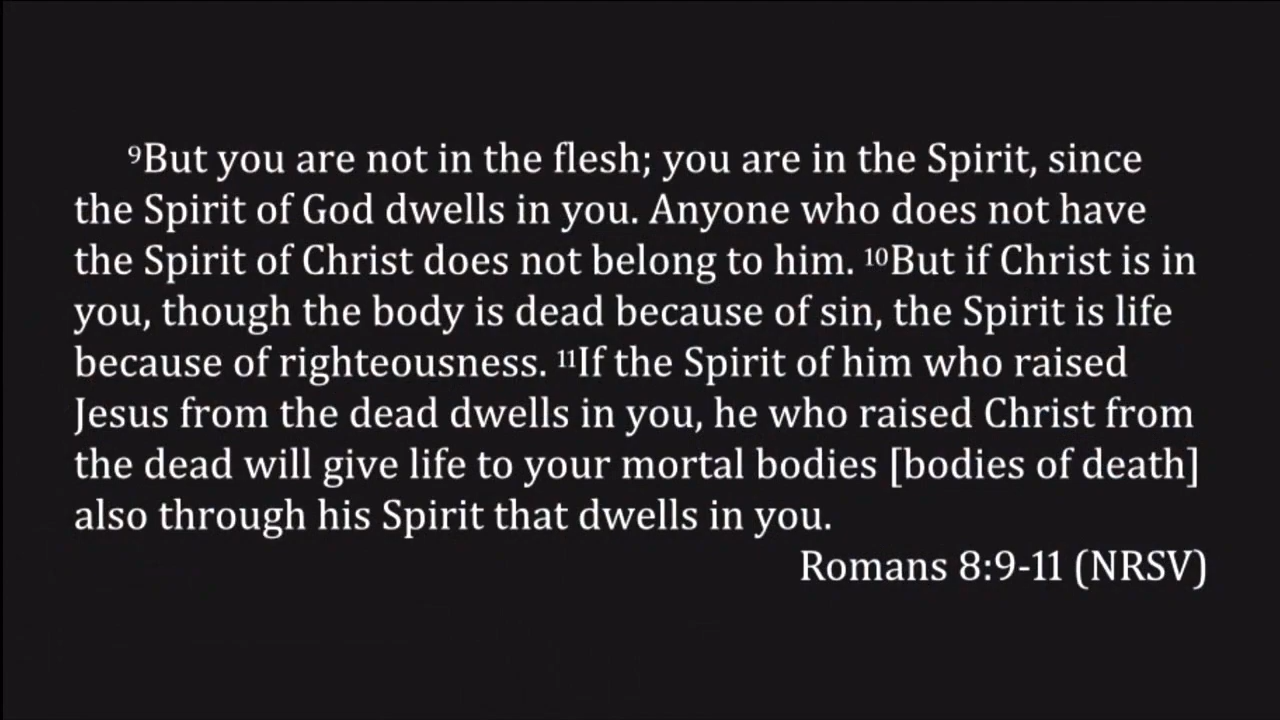 ⁹But you are not in the flesh; you are in the Spirit, since
the Spirit of God dwells in you. Anyone who does not have
the Spirit of Christ does not belong to him. ¹⁰But if Christ is in
you, though the body is dead because of sin, the Spirit is life
because of righteousness. ¹¹If the Spirit of him who raised
Jesus from the dead dwells in you, he who raised Christ from
the dead will give life to your mortal bodies [bodies of death]
also through his Spirit that dwells in you.
Romans 8:9-11 (NRSV)